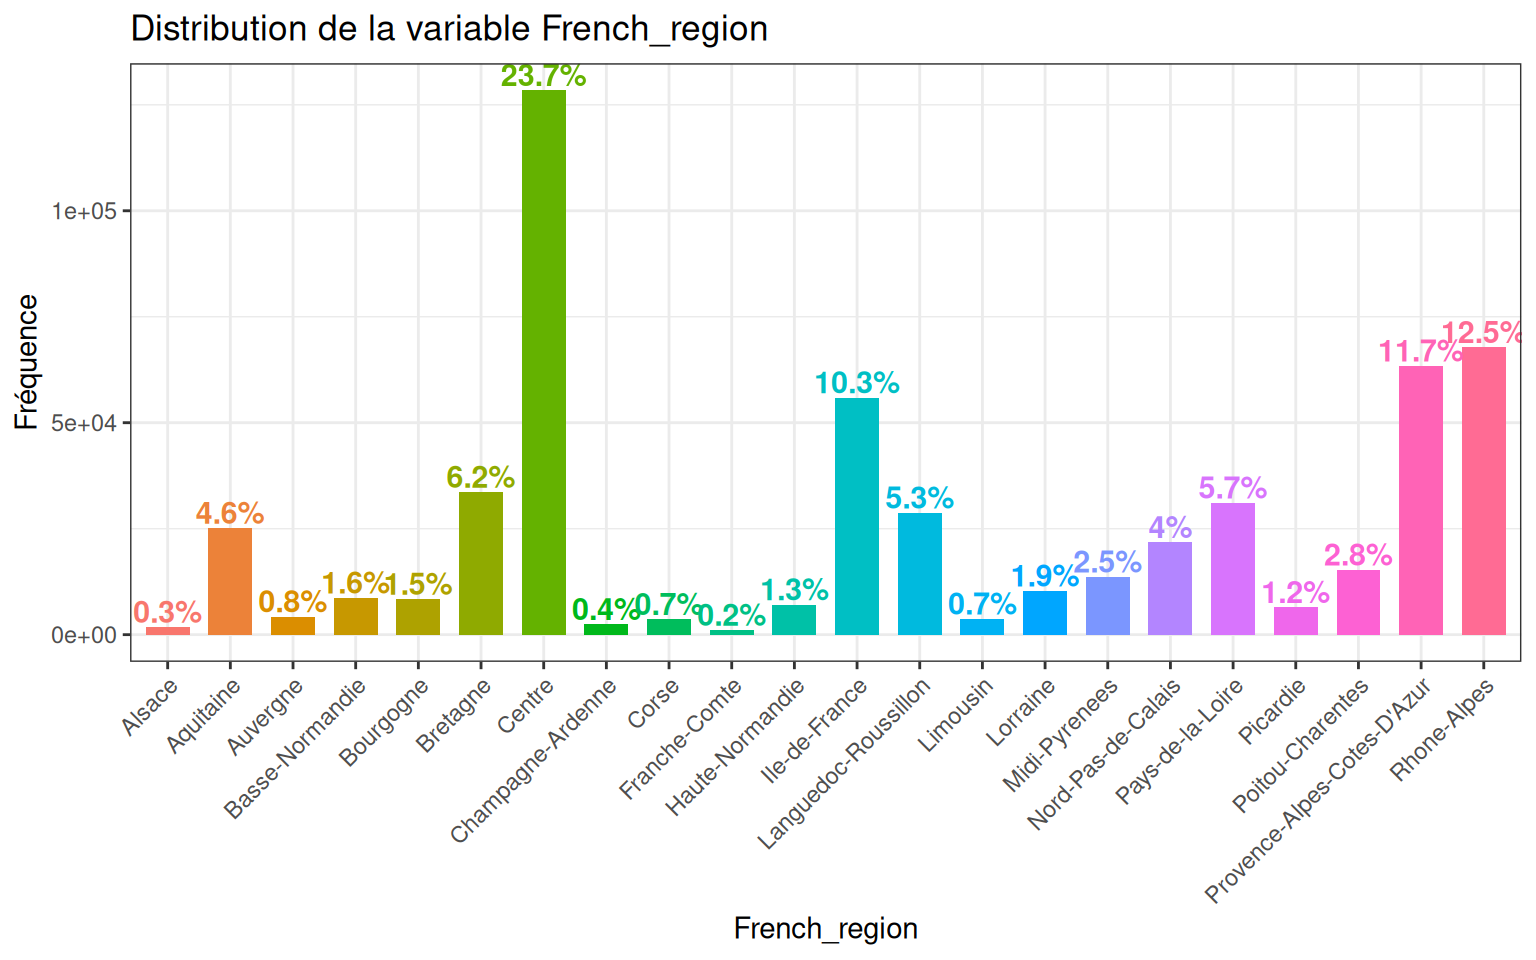 Distribution de la variable French_region
Fréquence
1e+05
5e+04
0e+00
0.3%
4.6%
0.8%
1.6%
1.5%
6.2%
23.7%
0.4%
0.7%
0.2%
1.3%
10.3%
5.3%
0.7%
1.9%
2.5%
4%
5.7%
1.2%
2.8%
11.7%
12.5%
Alsace
Aquitaine
Auvergne
Basse-Normandie
Bourgogne
Bretagne
Centre
Champagne-Ardenne
Corse
Franche-Comte
Haute-Normandie
Ile-de-France
Languedoc-Roussillon
Limousin
Lorraine
Midi-Pyrenees
Nord-Pas-de-Calais
Pays-de-la-Loire
Picardie
Poitou-Charentes
Provence-Alpes-Cotes-D'Azur
Rhone-Alpes
French_region